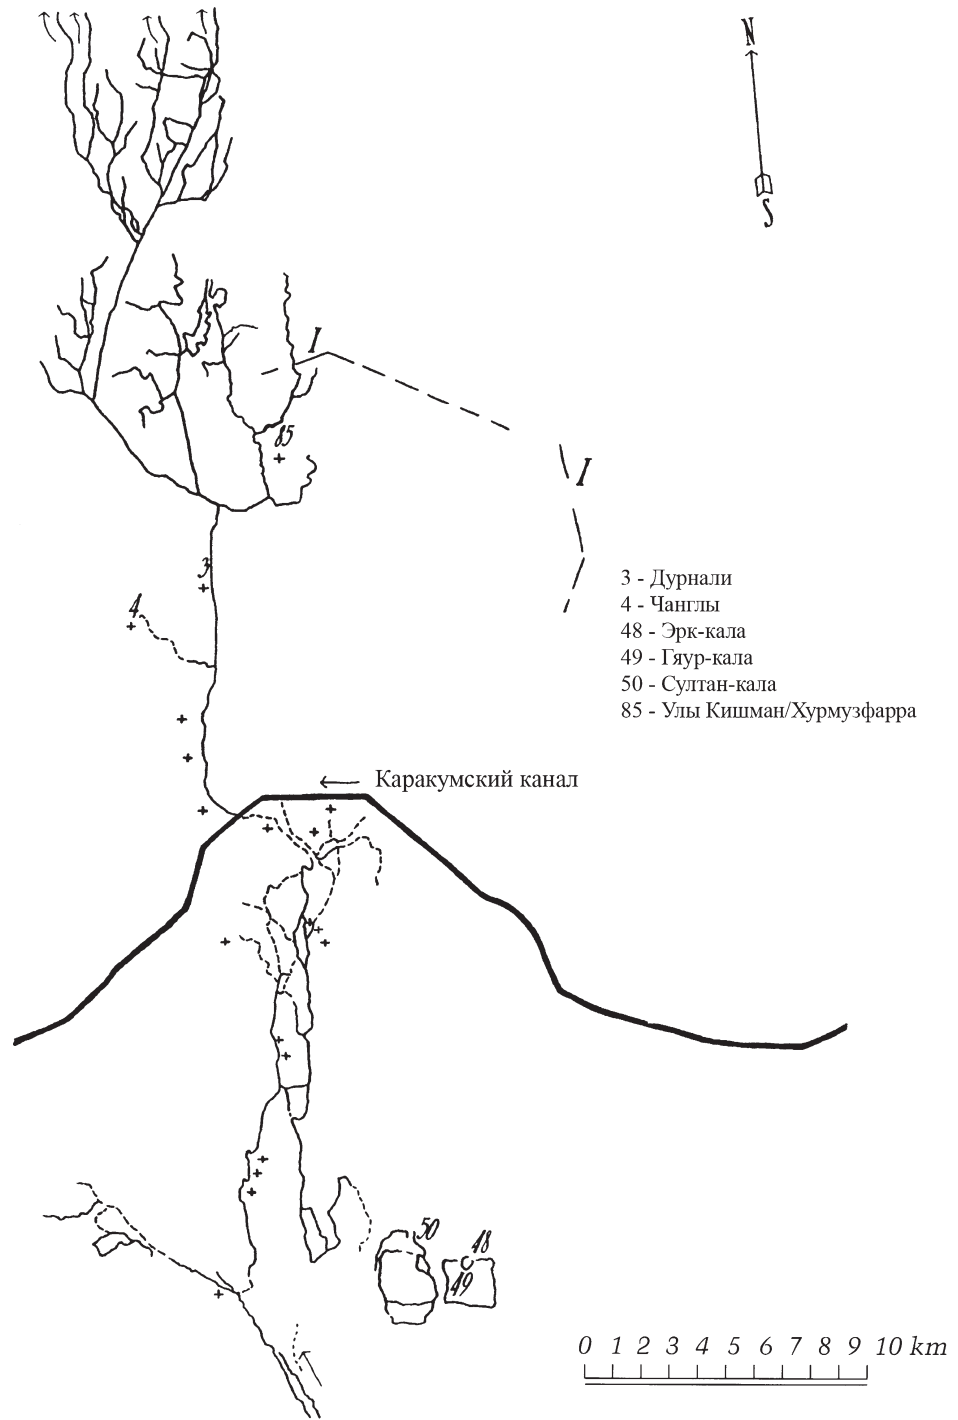 N
S
I
85
I
3
4
3 - Дурнали
4 - Чанглы
48 - Эрк-кала
49 - Гяур-кала
50 - Султан-кала
85 - Улы Кишман/Хурмузфарра
Каракумский канал
50
48
49
0 1 2 3 4 5 6 7 8 9 10 km